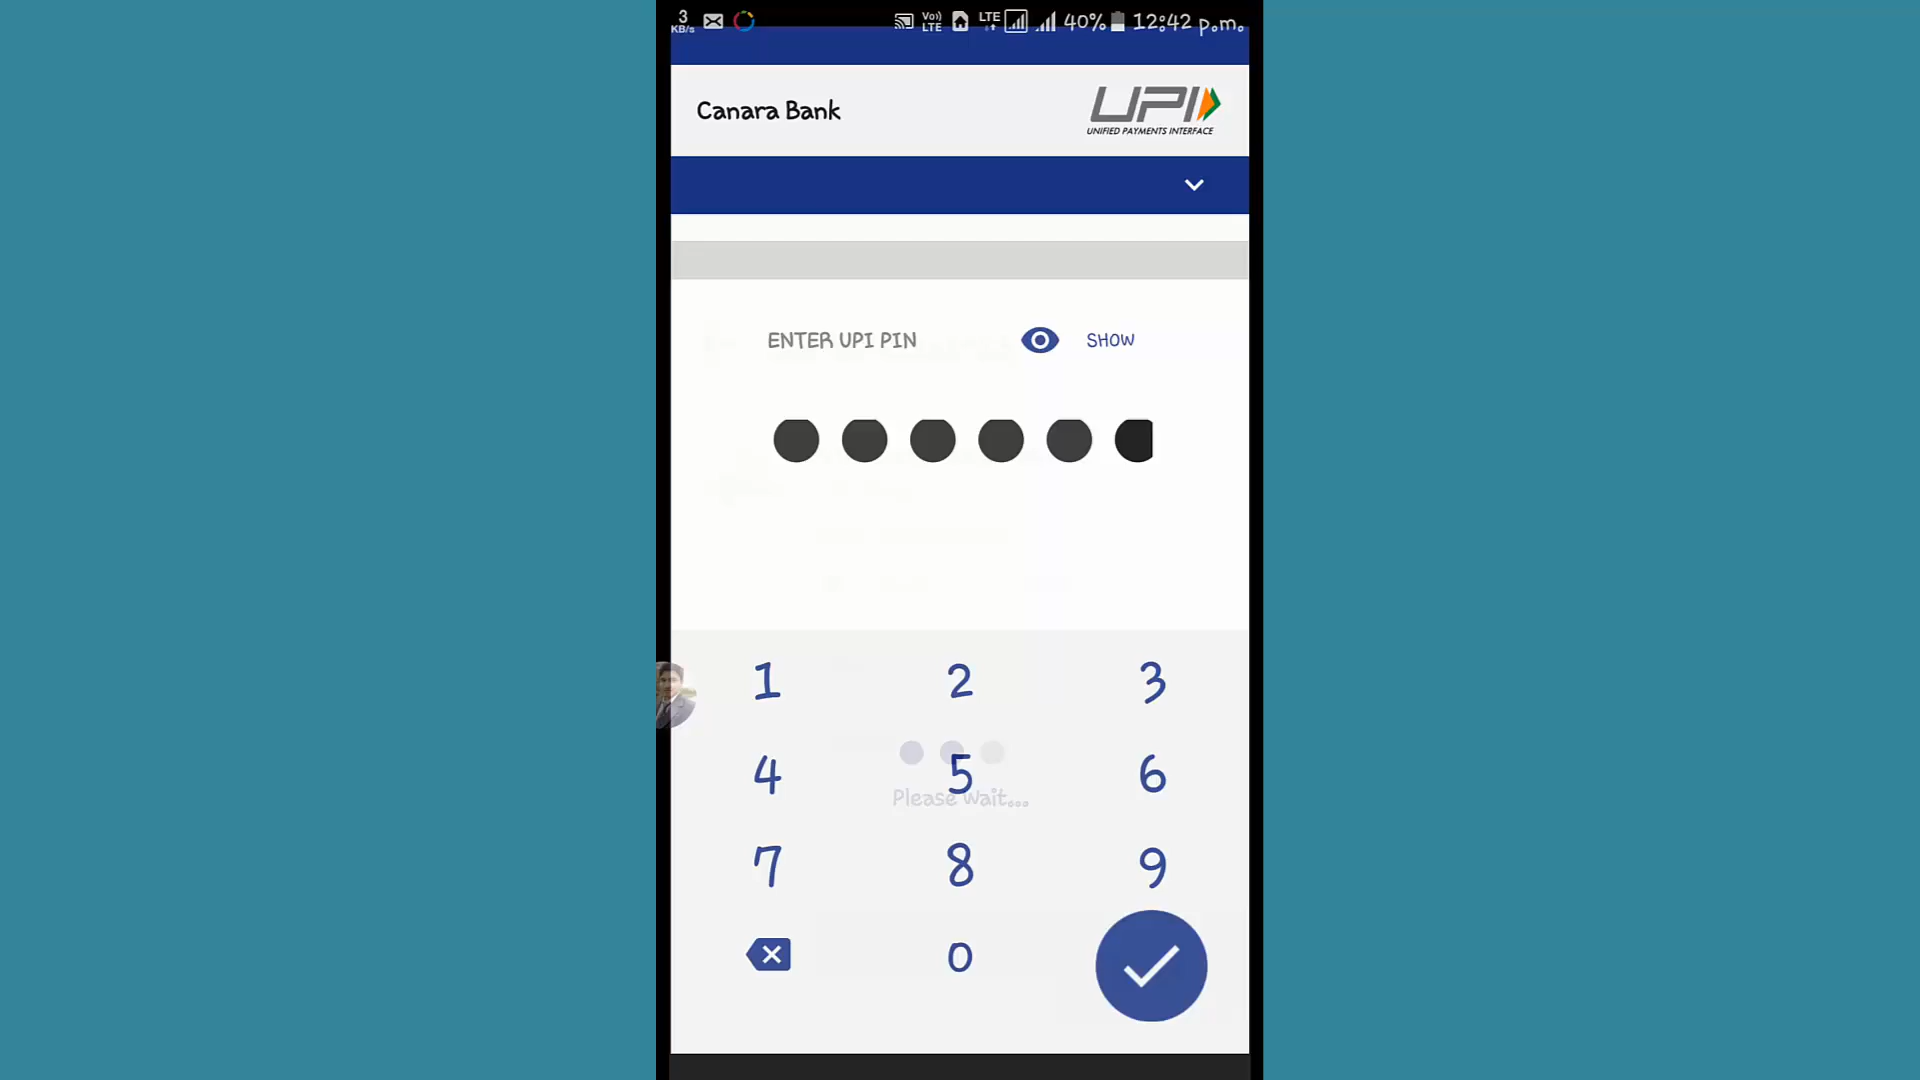 3 KB/s Vo) LTE LTE 40% 12:42 p.m.
Canara Bank UPI
UNIFIED PAYMENTS INTERFACE
ENTER UPI PIN SHOW
1 2 3
4 5 6
Please wait...
7 8 9
0